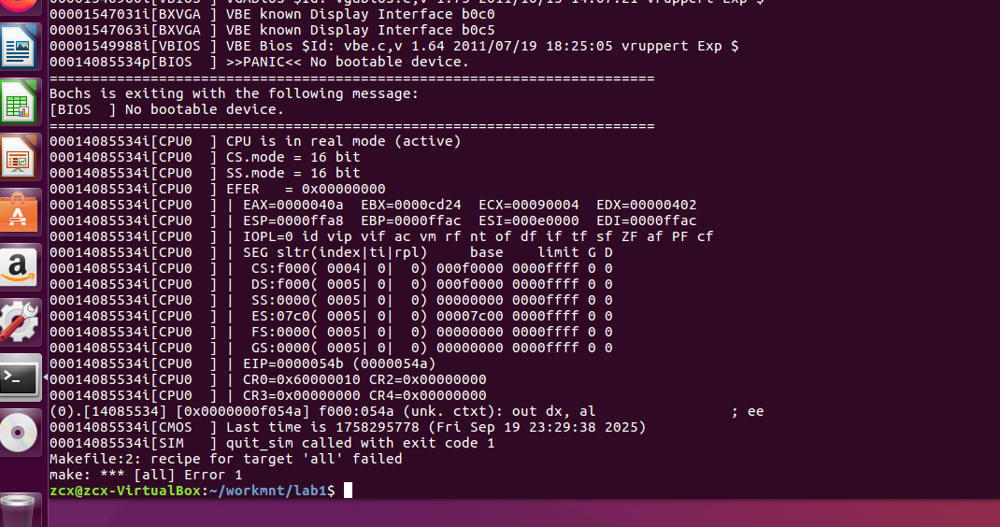 00001547031i[BXVGA ] VBE known Display Interface b0c0
00001547063i[BXVGA ] VBE known Display Interface b0c5
00001549988i[VBIOS ] VBE Bios $Id: vbe.c,v 1.64 2011/07/19 18:25:05 vruppert Exp $
00014085534p[BIOS  ] >>PANIC<< No bootable device.
========================================================================
Bochs is exiting with the following message:
[BIOS  ] No bootable device.
========================================================================
00014085534i[CPU0  ] CPU is in real mode (active)
00014085534i[CPU0  ] CS.mode = 16 bit
00014085534i[CPU0  ] SS.mode = 16 bit
00014085534i[CPU0  ] EFER   = 0x00000000
00014085534i[CPU0  ] | EAX=0000040a  EBX=0000cd24  ECX=00090004  EDX=00000402
00014085534i[CPU0  ] | ESP=0000ffa8  EBP=0000ffac  ESI=000e0000  EDI=0000ffac
00014085534i[CPU0  ] | IOPL=0 id vip vif ac vm rf nt of df if tf sf ZF af PF cf
00014085534i[CPU0  ] | SEG sltr(index|ti|rpl)     base    limit G D
00014085534i[CPU0  ] |  CS:f000( 0004| 0|  0) 000f0000 0000ffff 0 0
00014085534i[CPU0  ] |  DS:f000( 0005| 0|  0) 000f0000 0000ffff 0 0
00014085534i[CPU0  ] |  SS:0000( 0005| 0|  0) 00000000 0000ffff 0 0
00014085534i[CPU0  ] |  ES:07c0( 0005| 0|  0) 00007c00 0000ffff 0 0
00014085534i[CPU0  ] |  FS:0000( 0005| 0|  0) 00000000 0000ffff 0 0
00014085534i[CPU0  ] |  GS:0000( 0005| 0|  0) 00000000 0000ffff 0 0
00014085534i[CPU0  ] | EIP=0000054b (0000054a)
00014085534i[CPU0  ] | CR0=0x60000010 CR2=0x00000000
00014085534i[CPU0  ] | CR3=0x00000000 CR4=0x00000000
(0).[14085534] [0x0000000f054a] f000:054a (unk. ctxt): out dx, al                ; ee
00014085534i[CMOS  ] Last time is 1758295778 (Fri Sep 19 23:29:38 2025)
00014085534i[SIM   ] quit_sim called with exit code 1
Makefile:2: recipe for target 'all' failed
make: *** [all] Error 1
zcx@zcx-VirtualBox:~/workmnt/lab1$